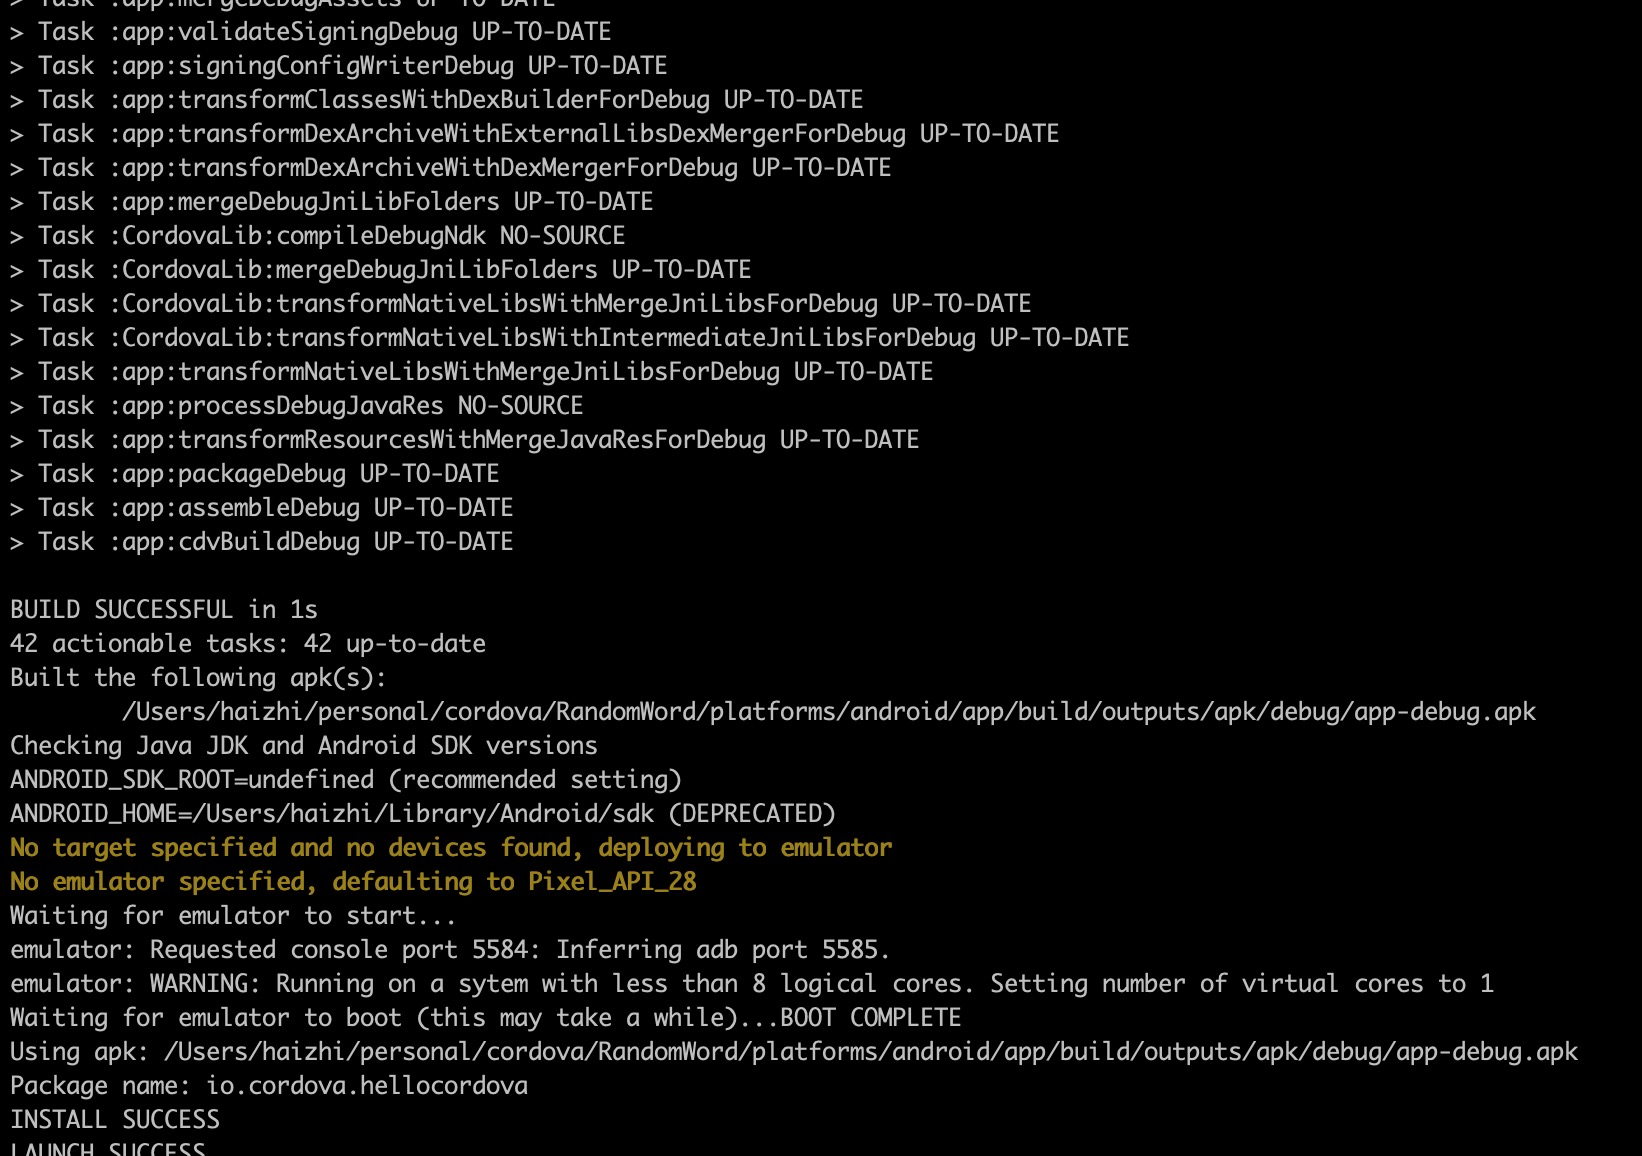 > Task :app:mergeDebugAssets UP-TO-DATE
> Task :app:validateSigningDebug UP-TO-DATE
> Task :app:signingConfigWriterDebug UP-TO-DATE
> Task :app:transformClassesWithDexBuilderForDebug UP-TO-DATE
> Task :app:transformDexArchiveWithExternalLibsDexMergerForDebug UP-TO-DATE
> Task :app:transformDexArchiveWithDexMergerForDebug UP-TO-DATE
> Task :app:mergeDebugJniLibFolders UP-TO-DATE
> Task :CordovaLib:compileDebugNdk NO-SOURCE
> Task :CordovaLib:mergeDebugJniLibFolders UP-TO-DATE
> Task :CordovaLib:transformNativeLibsWithMergeJniLibsForDebug UP-TO-DATE
> Task :CordovaLib:transformNativeLibsWithIntermediateJniLibsForDebug UP-TO-DATE
> Task :app:transformNativeLibsWithMergeJniLibsForDebug UP-TO-DATE
> Task :app:processDebugJavaRes NO-SOURCE
> Task :app:transformResourcesWithMergeJavaResForDebug UP-TO-DATE
> Task :app:packageDebug UP-TO-DATE
> Task :app:assembleDebug UP-TO-DATE
> Task :app:cdvBuildDebug UP-TO-DATE
BUILD SUCCESSFUL in 1s
42 actionable tasks: 42 up-to-date
Built the following apk(s):
/Users/haizhi/personal/cordova/RandomWord/platforms/android/app/build/outputs/apk/debug/app-debug.apk
Checking Java JDK and Android SDK versions
ANDROID_SDK_ROOT=undefined (recommended setting)
ANDROID_HOME=/Users/haizhi/Library/Android/sdk (DEPRECATED)
No target specified and no devices found, deploying to emulator
No emulator specified, defaulting to Pixel_API_28
Waiting for emulator to start...
emulator: Requested console port 5584: Inferring adb port 5585.
emulator: WARNING: Running on a sytem with less than 8 logical cores. Setting number of virtual cores to 1
Waiting for emulator to boot (this may take a while)...BOOT COMPLETE
Using apk: /Users/haizhi/personal/cordova/RandomWord/platforms/android/app/build/outputs/apk/debug/app-debug.apk
Package name: io.cordova.hellocordova
INSTALL SUCCESS
LAUNCH SUCCESS